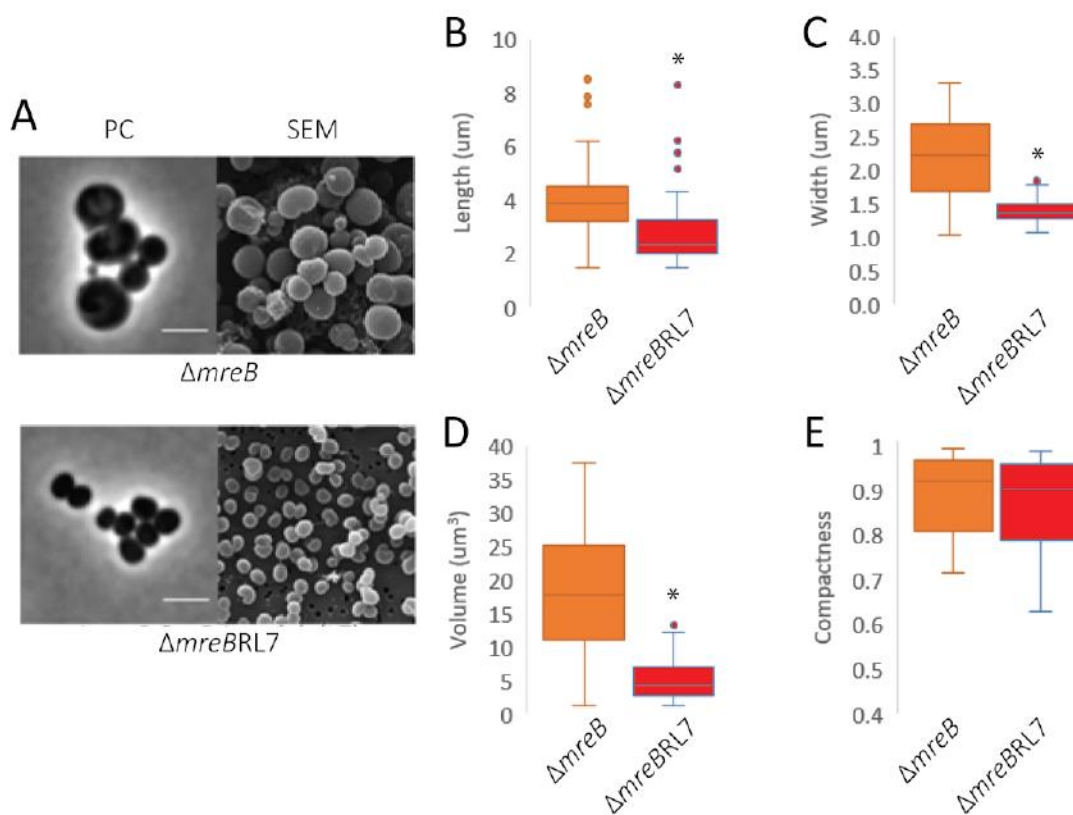 A
PC SEM
ΔmreB
ΔmreBRL7
B
Length (um)
10
8
6
4
2
0
*
ΔmreB
ΔmreBRL7
C
Width (um)
4.0
3.5
3.0
2.5
2.0
1.5
1.0
0.5
0.0
*
ΔmreB
ΔmreBRL7
D
Volume (um³)
40
35
30
25
20
15
10
5
0
*
ΔmreB
ΔmreBRL7
E
Compactness
1
0.9
0.8
0.7
0.6
0.5
0.4
ΔmreB
ΔmreBRL7